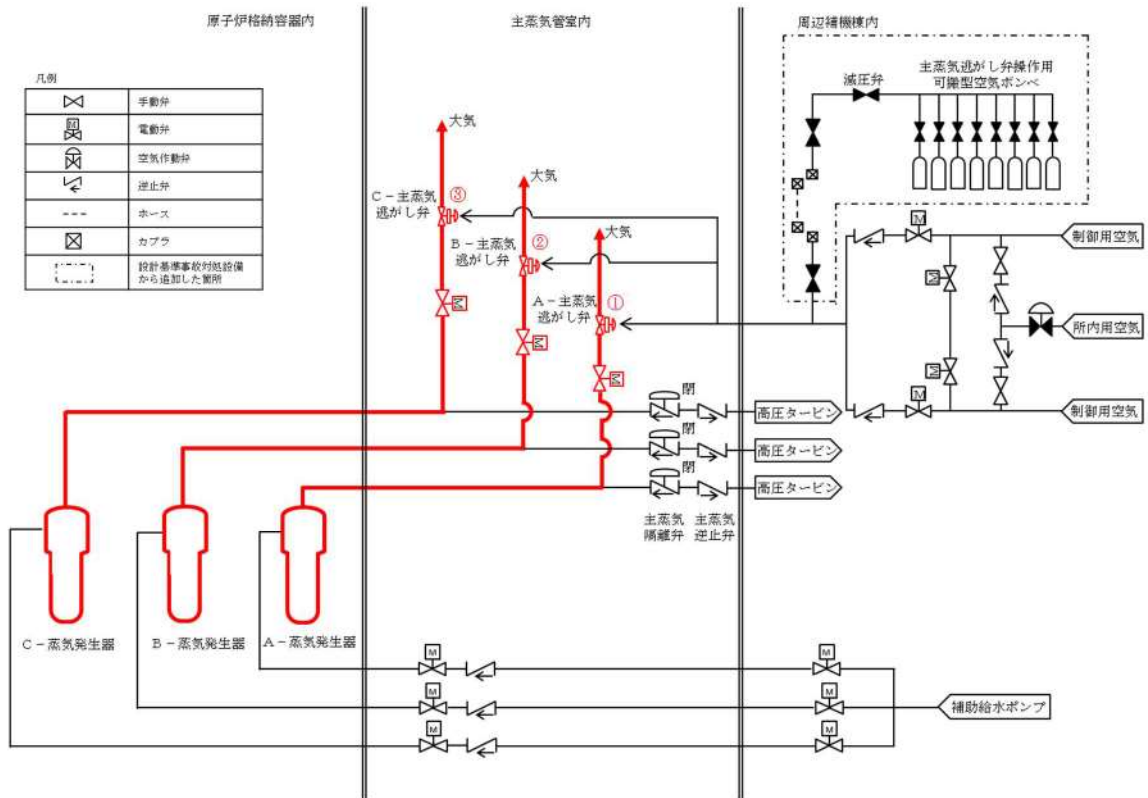 原子炉格納容器内
主蒸気管室内
周辺補機棟内
凡例
手動弁
M
電動弁
空気作動弁
逆止弁
ホース
カプラ
設計基準事故対処設備
から追加した箇所
減圧弁
主蒸気逃がし弁操作用
可搬型空気ボンベ
大気
C－主蒸気
逃がし弁
③
M
大気
B－主蒸気
逃がし弁
②
M
大気
A－主蒸気
逃がし弁
①
M
M
制御用空気
M
所内用空気
M
M
制御用空気
閉
高圧タービン
閉
高圧タービン
閉
高圧タービン
主蒸気
隔離弁
主蒸気
逆止弁
C－蒸気発生器
B－蒸気発生器
A－蒸気発生器
M
M
M
M
補助給水ポンプ
M
M